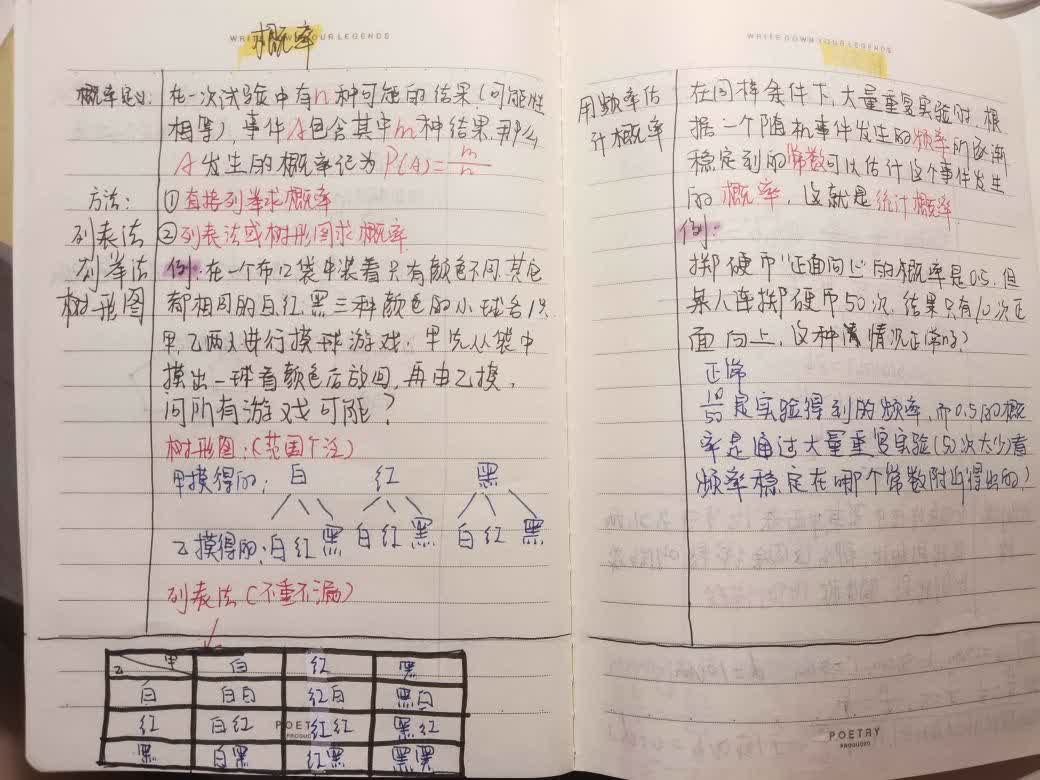 WRITE DOWN YOUR LEGENDS
概率
概率定义:
在一次试验中有n种可能的结果(可能性
相等),事件A包含其中m种结果,那么
A发生的概率记为P(A)=m/n
方法:
①直接列举求概率
列表法
②列表法或树形图求概率
列举法
例:在一个布口袋中装着只有颜色不同,其它
树形图
都相同的白、红、黑三种颜色的小球各1只
甲,乙两人进行摸球游戏:甲先从袋中
摸出一球看颜色后放回,再由乙摸,
问所有游戏可能?
树形图:(范围个注)
甲摸得的: 白 红 黑
乙摸得的: 白 红 黑 白 红 黑 白 红 黑
列表法(不重不漏)
乙 甲 白 红 黑
白 白白 红白 黑白
红 白红 红红 黑红
黑 白黑 红黑 黑黑
POETRY
PRODUCED
WRITE DOWN YOUR LEGENDS
用频率估
计概率
在同样条件下,大量重复实验时,根
据一个随机事件发生的频率所逐渐
稳定到的常数可以估计这个事件发生
的概率,这就是统计概率
例:
掷硬币"正面向上"的概率是0.5,但
某人连掷硬币50次,结果只有10次正
面向上,这种情况正常吗?
正常
10/50是实验得到的频率,而0.5的概
率是通过大量重复实验(50次太少)看
频率稳定在哪个常数附近得出的,
POETRY
PRODUCED